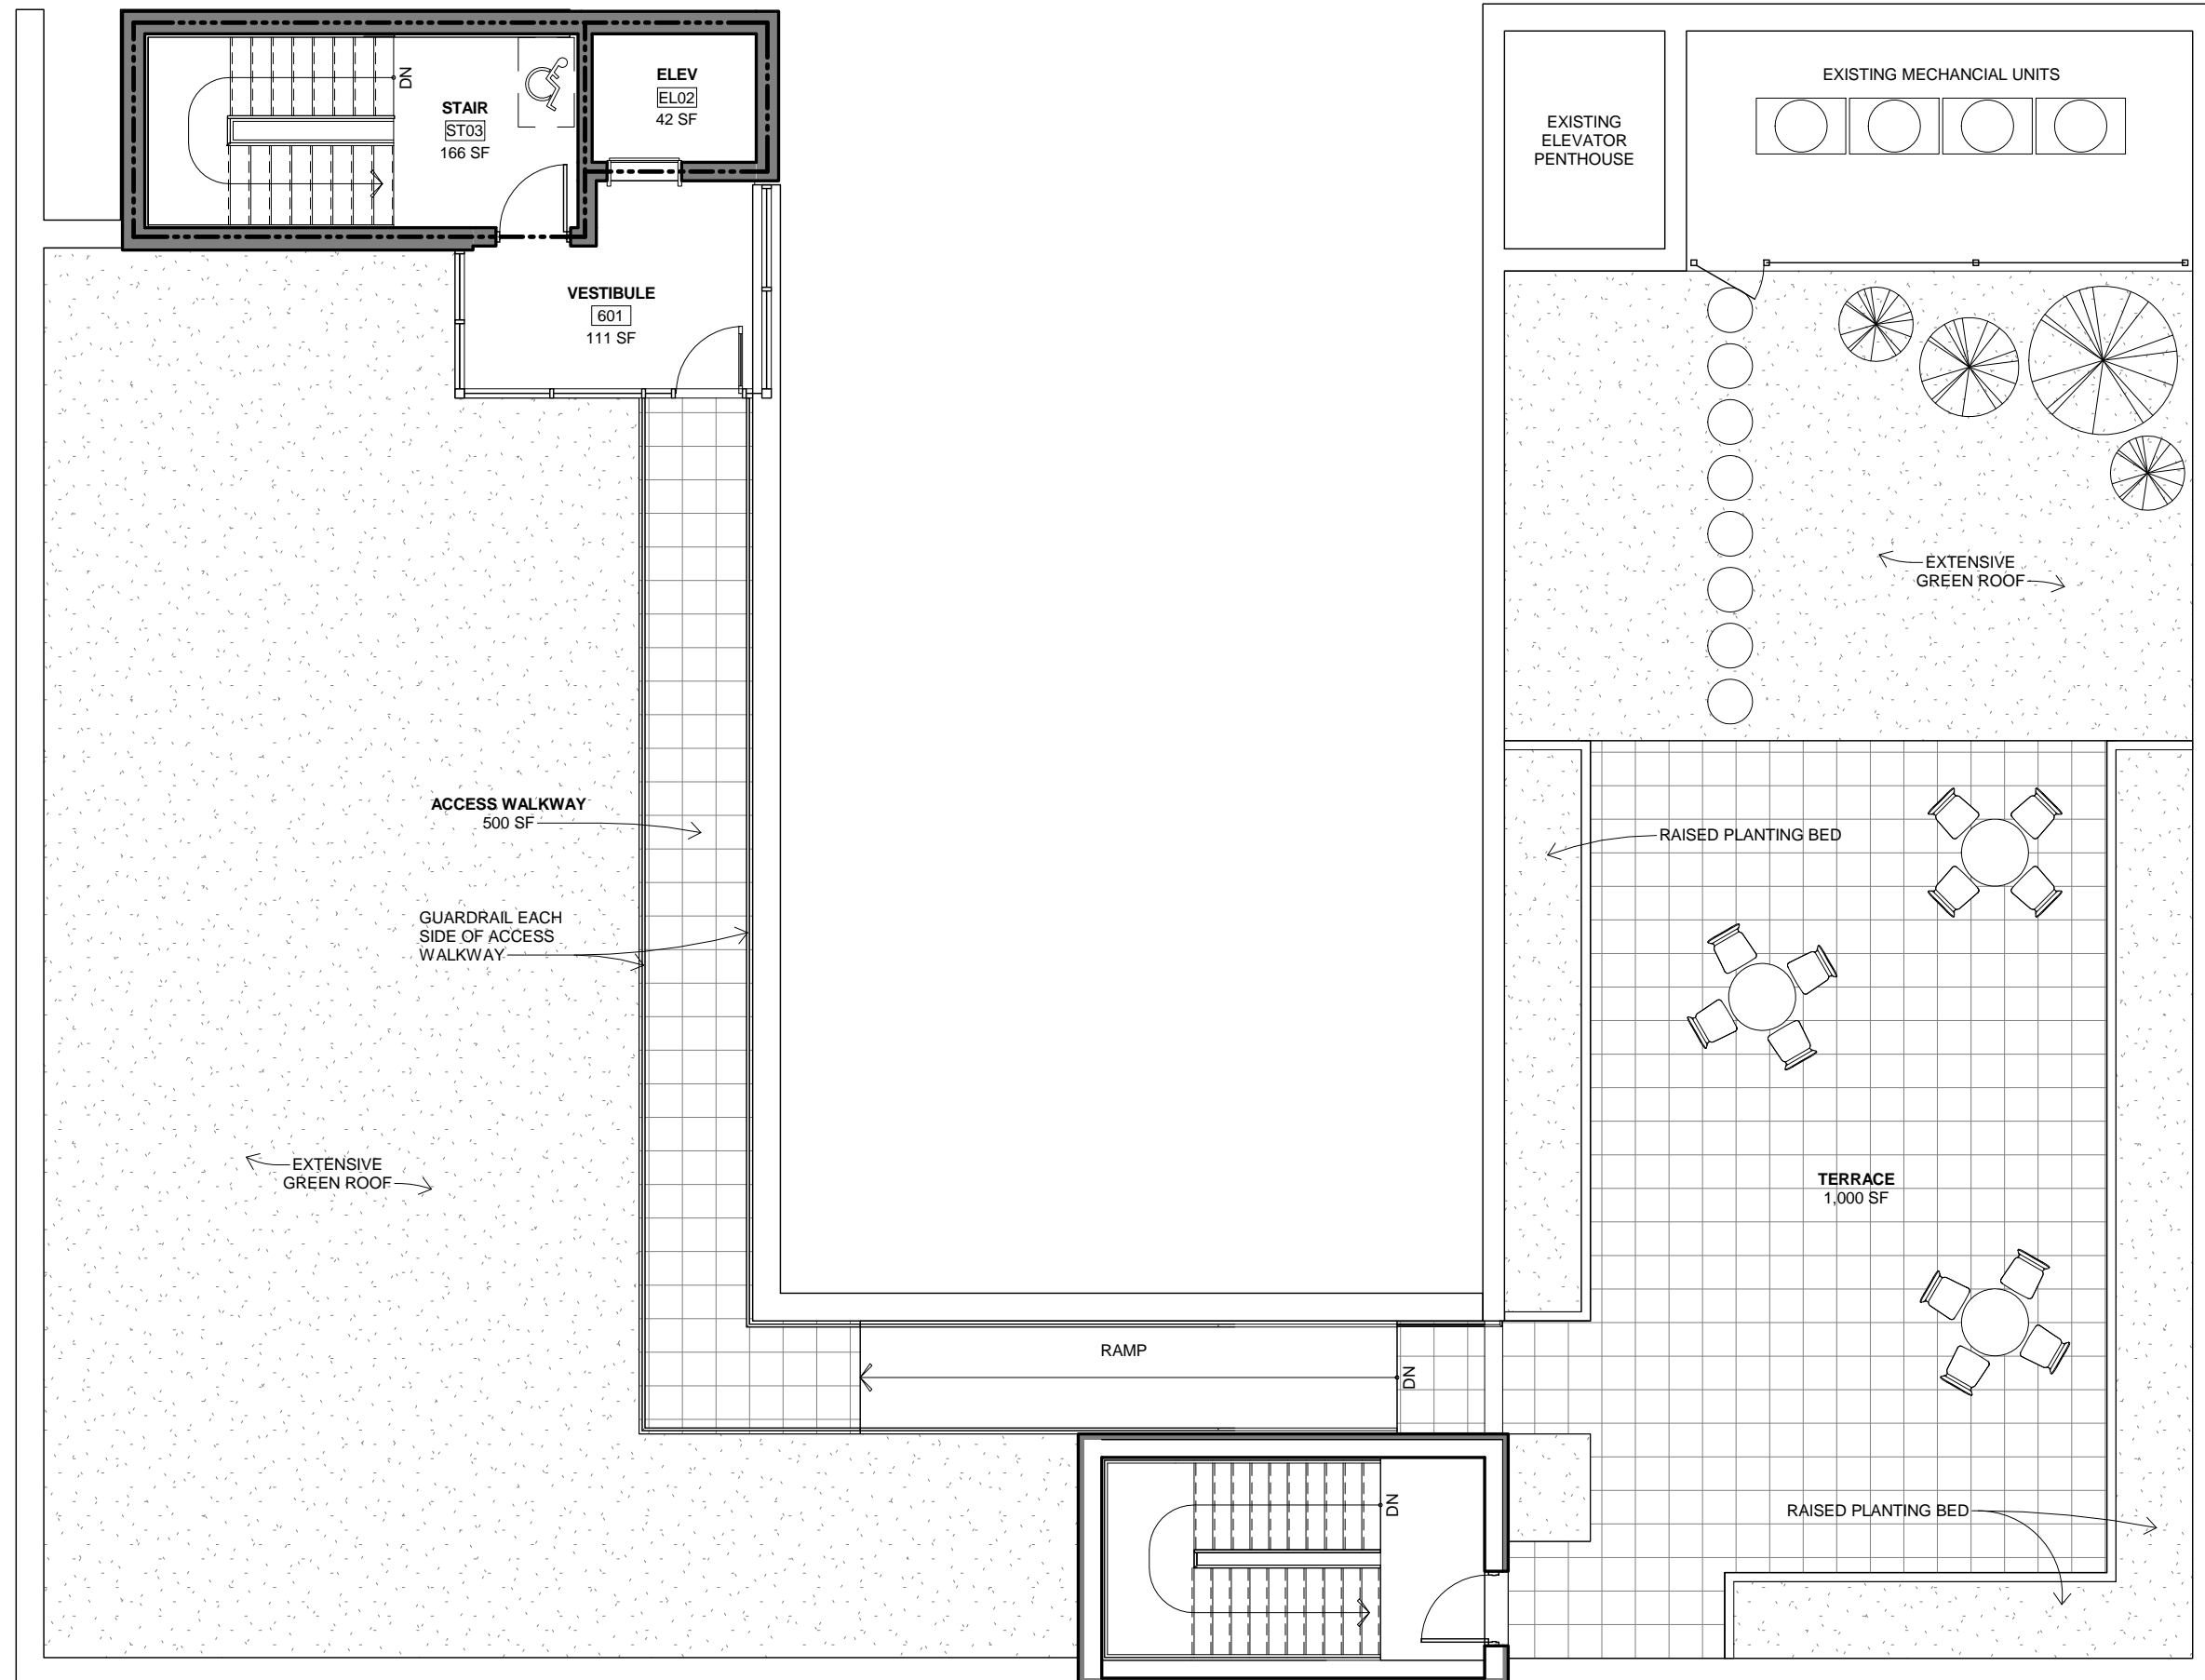 DN
STAIR
ST03
166 SF
ELEV
EL02
42 SF
EXISTING
ELEVATOR
PENTHOUSE
EXISTING MECHANCIAL UNITS
VESTIBULE
601
111 SF
EXTENSIVE
GREEN ROOF
ACCESS WALKWAY
500 SF
RAISED PLANTING BED
GUARDRAIL EACH
SIDE OF ACCESS
WALKWAY
EXTENSIVE
GREEN ROOF
TERRACE
1,000 SF
RAMP
DN
DN
RAISED PLANTING BED